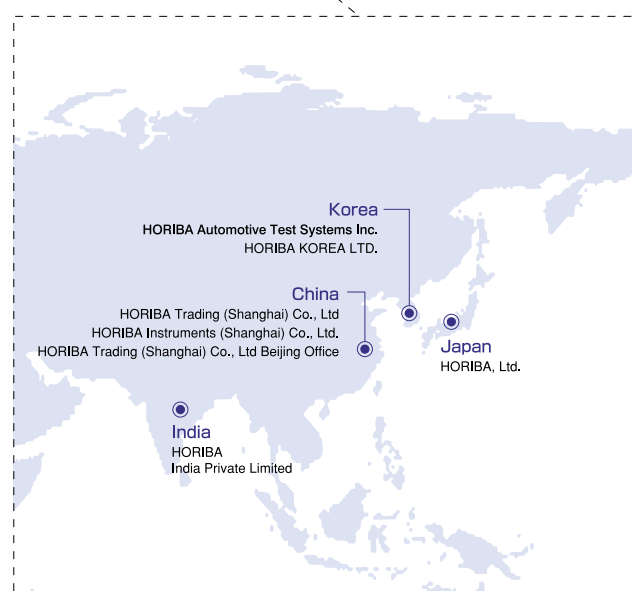 Korea
HORIBA Automotive Test Systems Inc.
HORIBA KOREA LTD.
China
HORIBA Trading (Shanghai) Co., Ltd
HORIBA Instruments (Shanghai) Co., Ltd.
HORIBA Trading (Shanghai) Co., Ltd Beijing Office
Japan
HORIBA, Ltd.
India
HORIBA
India Private Limited